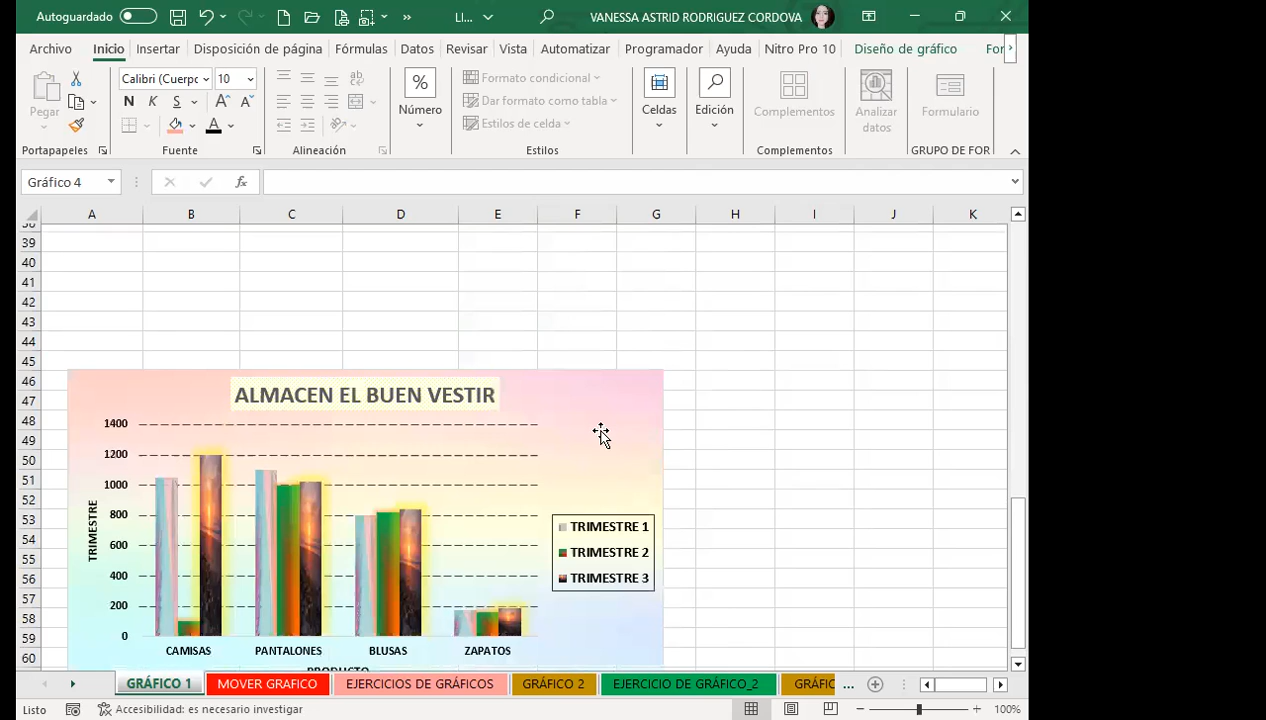 Autoguardado
LI...
VANESSA ASTRID RODRIGUEZ CORDOVA
Archivo Inicio Insertar Disposición de página Fórmulas Datos Revisar Vista Automatizar Programador Ayuda Nitro Pro 10 Diseño de gráfico For
Pegar
Calibri (Cuerpc 10
N K S A A
A
ab
%
Número
Formato condicional
Dar formato como tabla
Estilos de celda
Celdas
Edición
Complementos
Analizar datos
Formulario
Portapapeles Fuente Alineación Estilos Complementos GRUPO DE FOR
Gráfico 4
fx
A B C D E F G H I J K
38
39
40
41
42
43
44
45
46
47
48
49
50
51
52
53
54
55
56
57
58
59
60
ALMACEN EL BUEN VESTIR
1400
1200
1000
800
600
400
200
0
TRIMESTRE
CAMISAS PANTALONES BLUSAS ZAPATOS
PRODUCTO
TRIMESTRE 1
TRIMESTRE 2
TRIMESTRE 3
GRÁFICO 1 MOVER GRAFICO EJERCICIOS DE GRÁFICOS GRÁFICO 2 EJERCICIO DE GRÁFICO_2 GRÁFIC ...
Listo
Accesibilidad: es necesario investigar
100%